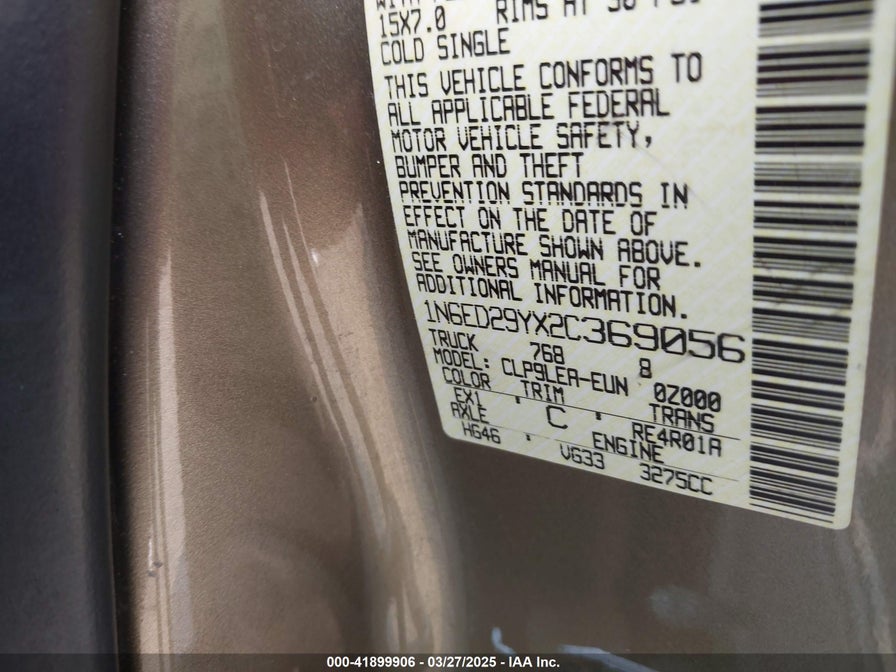 15X7.0 RIMS AT
COLD SINGLE
THIS VEHICLE CONFORMS TO
ALL APPLICABLE FEDERAL
MOTOR VEHICLE SAFETY,
BUMPER AND THEFT
PREVENTION STANDARDS IN
EFFECT ON THE DATE OF
MANUFACTURE SHOWN ABOVE.
SEE OWNERS MANUAL FOR
ADDITIONAL INFORMATION.
1N6ED29YX2C369056
TRUCK 768 8
MODEL: CLP9LEA-EUN 0Z000
COLOR TRIM TRANS
EX1 C RE4R01A
AXLE ENGINE
HG46 VG33 3275CC
000-41899906 - 03/27/2025 - IAA Inc.